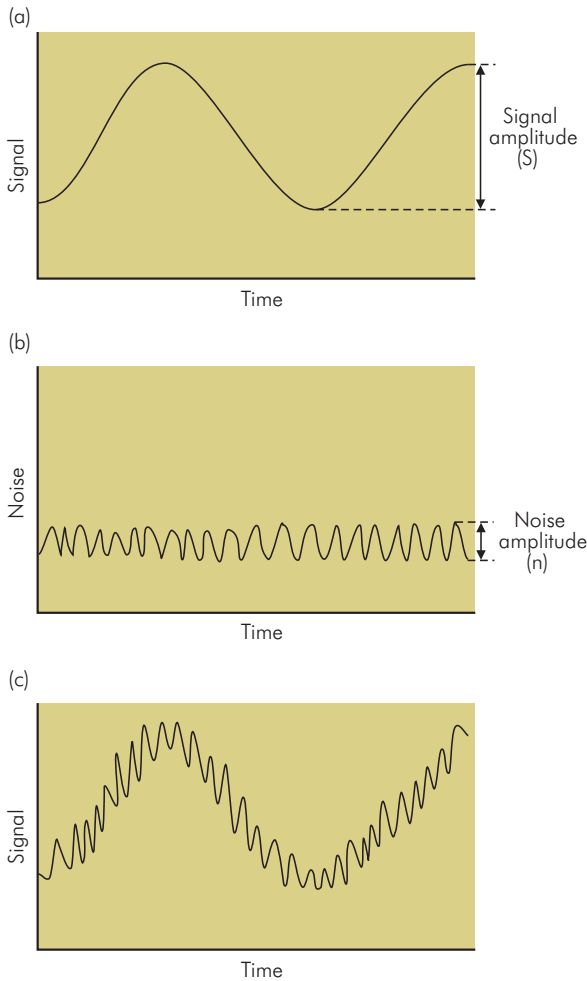 (a)
Signal
Signal
amplitude
(S)
Time
(b)
Noise
Noise
amplitude
(n)
Time
(c)
Signal
Time